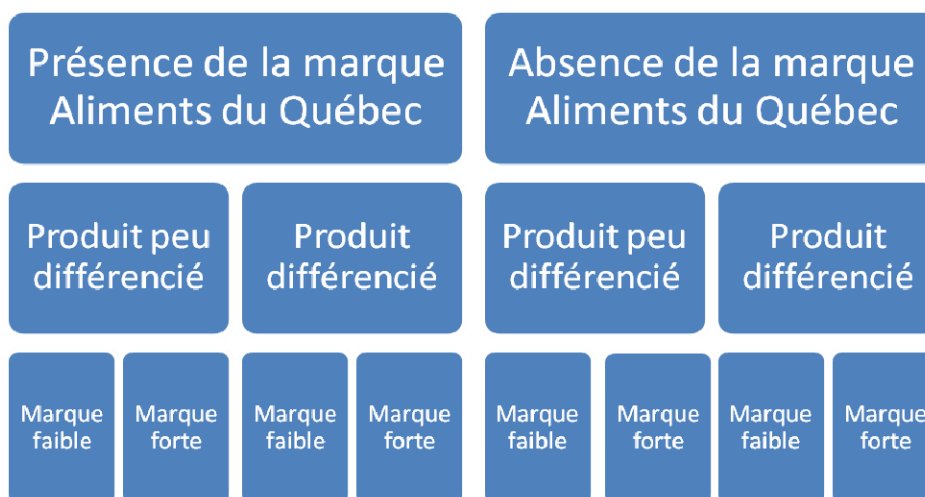 Présence de la marque
Aliments du Québec
Absence de la marque
Aliments du Québec
Produit peu
différencié
Produit
différencié
Produit peu
différencié
Produit
différencié
Marque
faible
Marque
forte
Marque
faible
Marque
forte
Marque
faible
Marque
forte
Marque
faible
Marque
forte